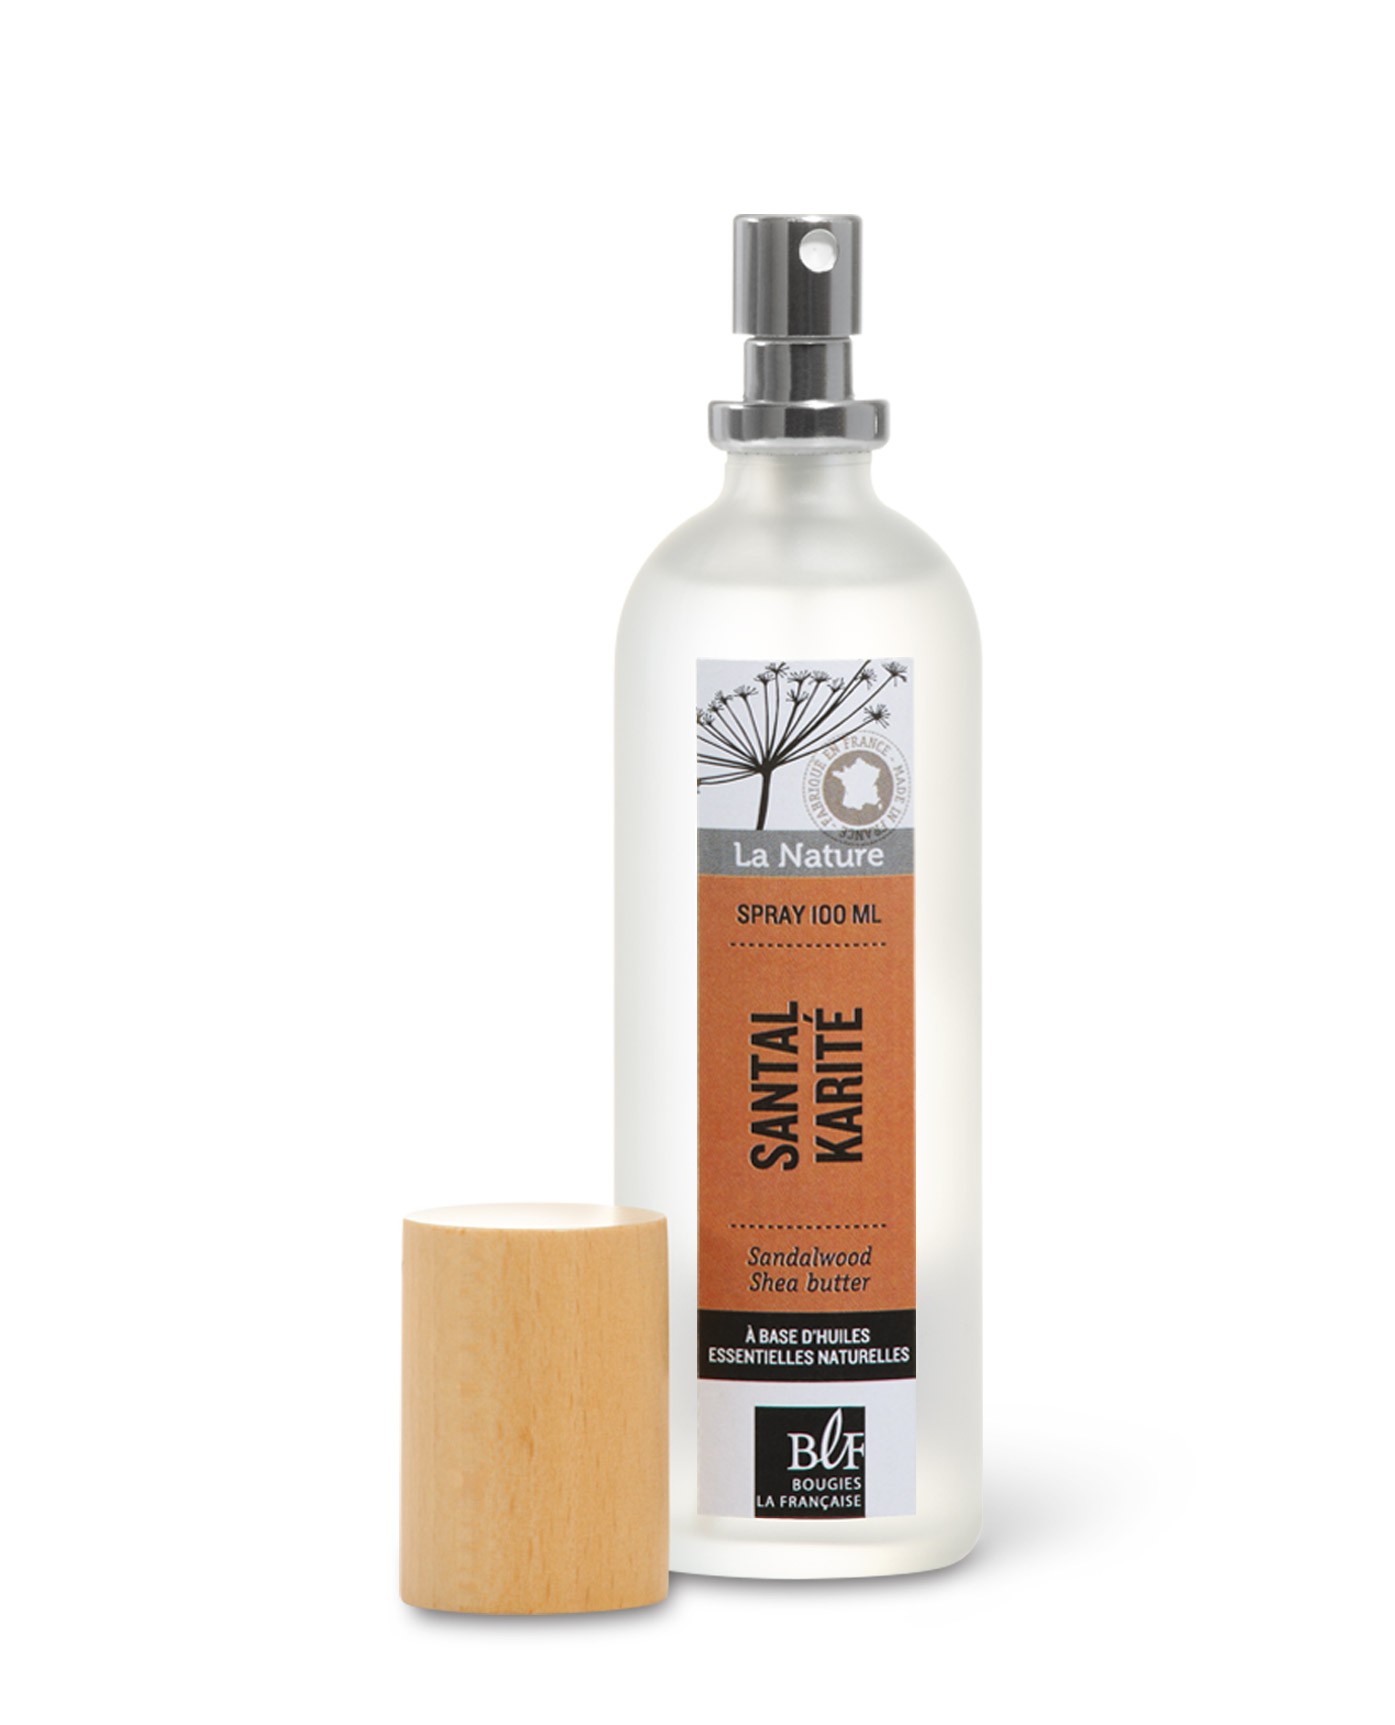 FABRIQUÉ EN FRANCE - MADE IN FRANCE -
La Nature
SPRAY 100 ML
SANTAL
KARITÉ
Sandalwood
Shea butter
À BASE D'HUILES
ESSENTIELLES NATURELLES
BlF
BOUGIES
LA FRANÇAISE